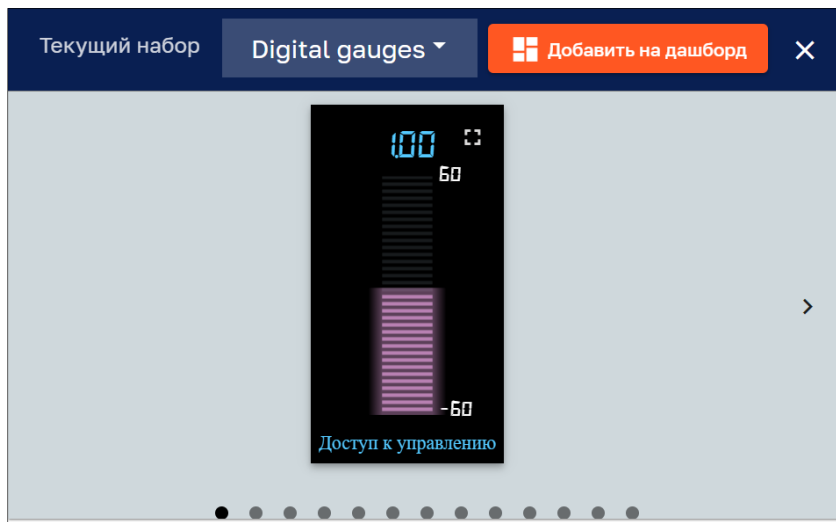 Текущий набор
Digital gauges
Добавить на дашборд
1.00
60
-60
Доступ к управлению